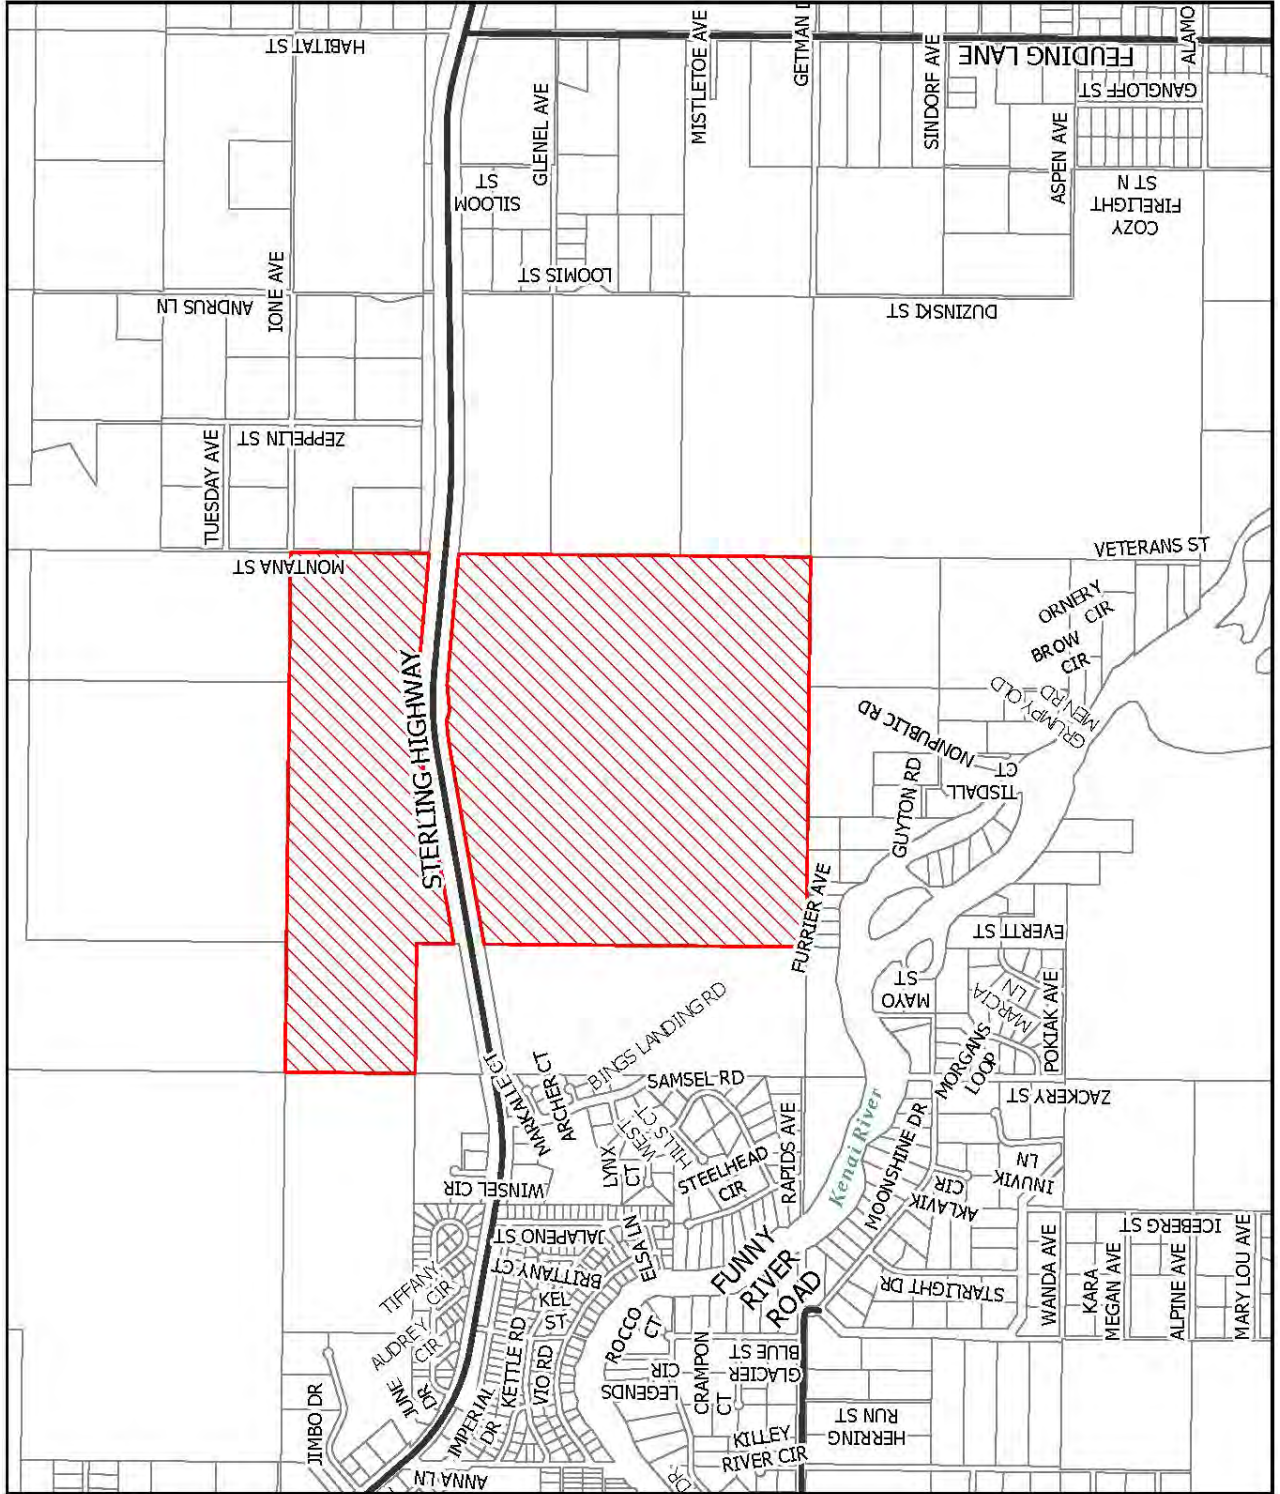 HABITAT ST
MISTLETOE AVE
GETMAN
SINDORF AVE
FEUDING LANE
ALAMO
GANGLOFF ST
GLENEL AVE
SILOOM
ST
ASPEN AVE
COZY
FIRELIGHT
ST N
LOOMIS ST
ANDRUS LN
IONE AVE
DUZINSKI ST
ZEPPELIN ST
TUESDAY AVE
MONTANA ST
VETERANS ST
ORNERY
CIR
BROW
CIR
GRUMPY OLD
MEN RD
STERLING HIGHWAY
NONPUBLIC RD
TISDALL
CT
GUYTON RD
FURRIER AVE
EVERTT ST
MAYO
ST
MARCIA
LN
POKIAK AVE
MORGANS
LOOP
BINGS LANDING RD
MARKALLE CT
ARCHER CT
SAMSEL RD
ZACKERY ST
Kenai River
MOONSHINE DR
RAPIDS AVE
LYNX
CT
WEST
HILLS CT
STEELHEAD
CIR
WINSEL CIR
INUVIK
LN
AKLAVIK
CIR
JALAPENO ST
ELSA LN
FUNNY
RIVER
ROAD
ICEBERG ST
WANDA AVE
KARA
MEGAN AVE
ALPINE AVE
MARY LOU AVE
STARLIGHT DR
TIFFANY
CIR
BRITTANY CT
KEL
ST
AUDREY
CIR
KETTLE RD
VIO RD
ROCCO
CT
JUNE
DR
IMPERIAL
DR
JIMBO DR
LEGENDS
CIR
CRAMPON
CT
GLACIER
BLUE ST
KILLEY
RIVER CIR
HERRING
RUN ST
ANNA LN
DR